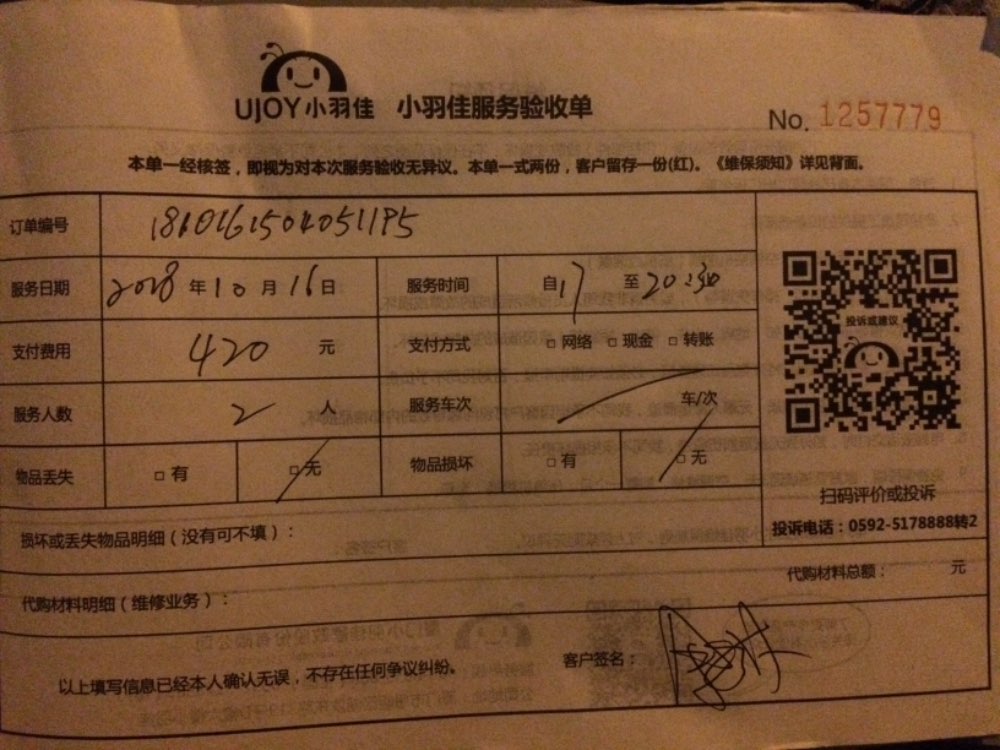 UJOY小羽佳 小羽佳服务验收单
No. 1257779
本单一经核签，即视为对本次服务验收无异议。本单一式两份，客户留存一份(红)。《维保须知》详见背面。
订单编号 1810161504051195
服务日期 2018年10月16日 服务时间 自17至20:30
支付费用 420元 支付方式 □网络 □现金 □转账
服务人数 2人 服务车次 车/次
物品丢失 □有 □无 物品损坏 □有 □无
投诉或建议
扫码评价或投诉
投诉电话：0592-5178888转2
损坏或丢失物品明细（没有可不填）：
代购材料明细（维修业务）： 代购材料总额： 元
以上填写信息已经本人确认无误，不存在任何争议纠纷。 客户签名：